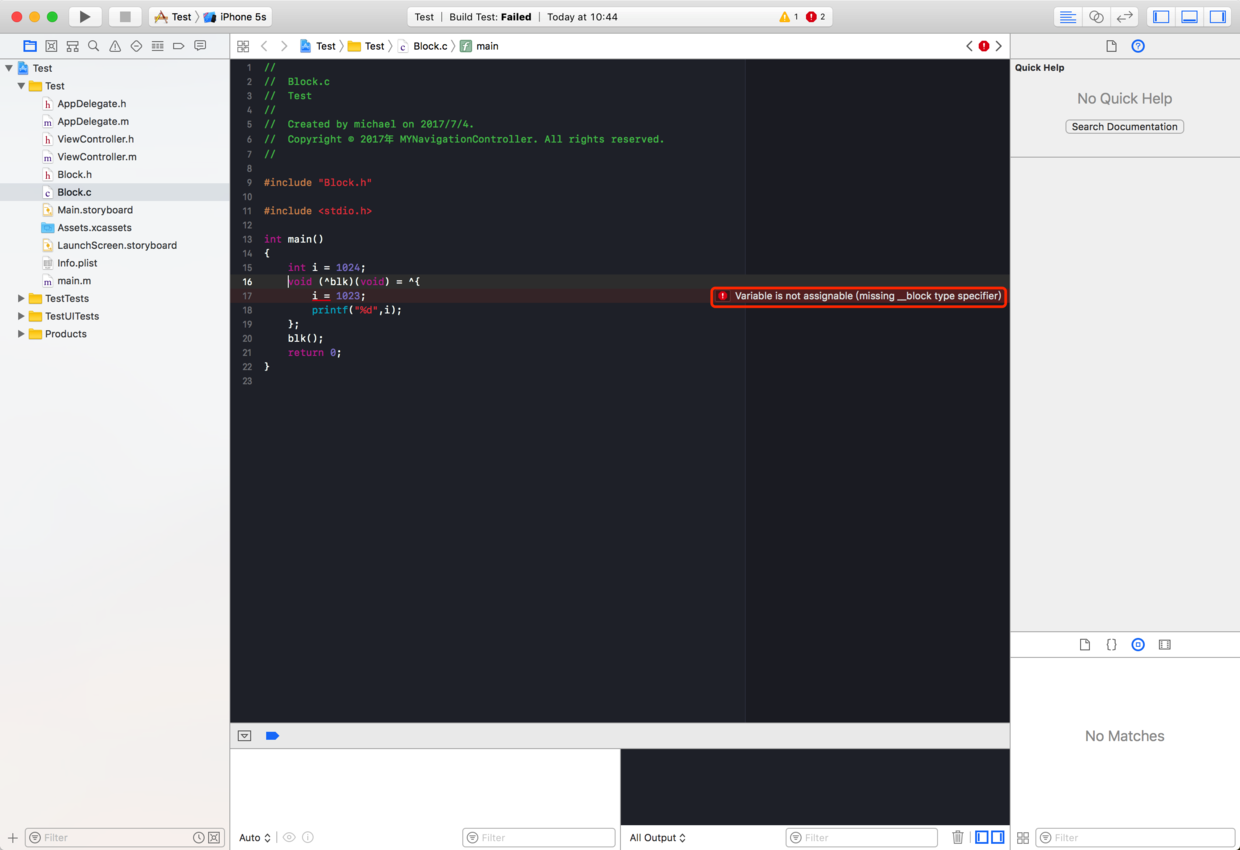 Test 〉 iPhone 5s
Test | Build Test: Failed | Today at 10:44
1 2
Test 〉 Test 〉 Block.c 〉 main
Test
Test
AppDelegate.h
AppDelegate.m
ViewController.h
ViewController.m
Block.h
Block.c
Main.storyboard
Assets.xcassets
LaunchScreen.storyboard
Info.plist
main.m
TestTests
TestUITests
Products
Filter
1 //
2 //  Block.c
3 //  Test
4 //
5 //  Created by michael on 2017/7/4.
6 //  Copyright © 2017年 MYNavigationController. All rights reserved.
7 //
8
9 #include "Block.h"
10
11 #include <stdio.h>
12
13 int main()
14 {
15     int i = 1024;
16     void (^blk)(void) = ^{
17         i = 1023;
Variable is not assignable (missing __block type specifier)
18         printf("%d",i);
19     };
20     blk();
21     return 0;
22 }
23
Auto
Filter
All Output
Filter
Quick Help
No Quick Help
Search Documentation
No Matches
Filter